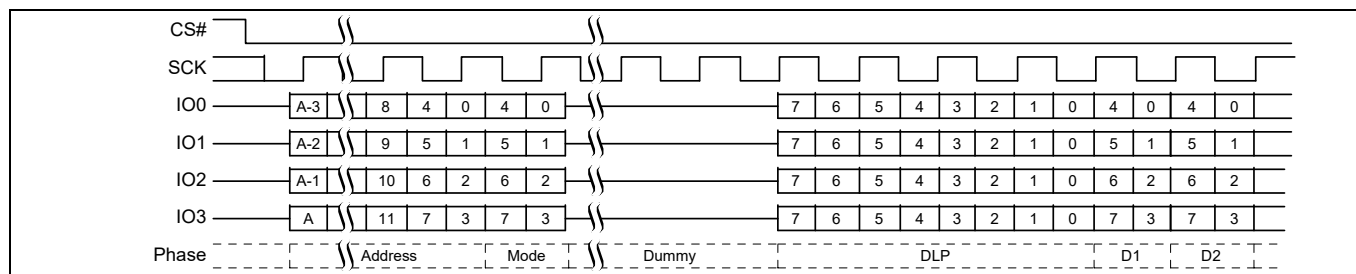 CS#
SCK
IO0 A-3 8 4 0 4 0 7 6 5 4 3 2 1 0 4 0 4 0
IO1 A-2 9 5 1 5 1 7 6 5 4 3 2 1 0 5 1 5 1
IO2 A-1 10 6 2 6 2 7 6 5 4 3 2 1 0 6 2 6 2
IO3 A 11 7 3 7 3 7 6 5 4 3 2 1 0 7 3 7 3
Phase Address Mode Dummy DLP D1 D2